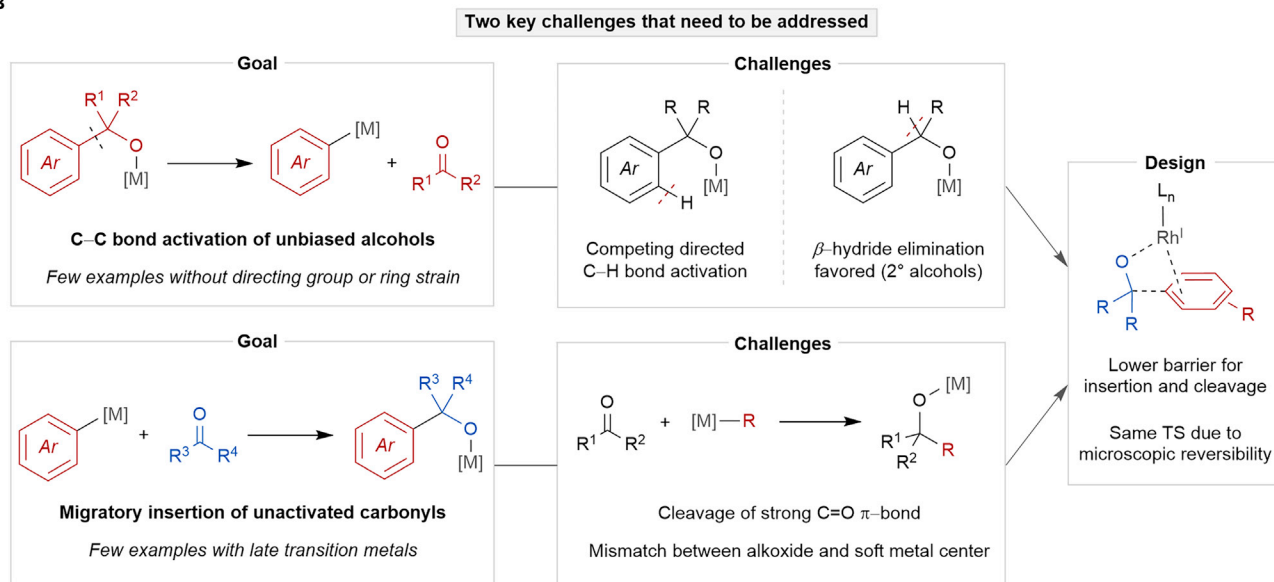 Two key challenges that need to be addressed
Goal
R¹ R²
Ar
O
[M]
[M]
Ar
+
O
R¹ R²
C–C bond activation of unbiased alcohols
Few examples without directing group or ring strain
Challenges
R R
Ar
O
[M]
H
Competing directed
C–H bond activation
H R
Ar
O
[M]
β–hydride elimination
favored (2° alcohols)
Goal
Ar
[M]
+
O
R³ R⁴
R³ R⁴
Ar
O
[M]
Migratory insertion of unactivated carbonyls
Few examples with late transition metals
Challenges
O
R¹ R²
+
[M]–R
O
[M]
R¹
R²
R
Cleavage of strong C=O π–bond
Mismatch between alkoxide and soft metal center
Design
Lₙ
Rhᴵ
O
R
R
R
Lower barrier for
insertion and cleavage
Same TS due to
microscopic reversibility